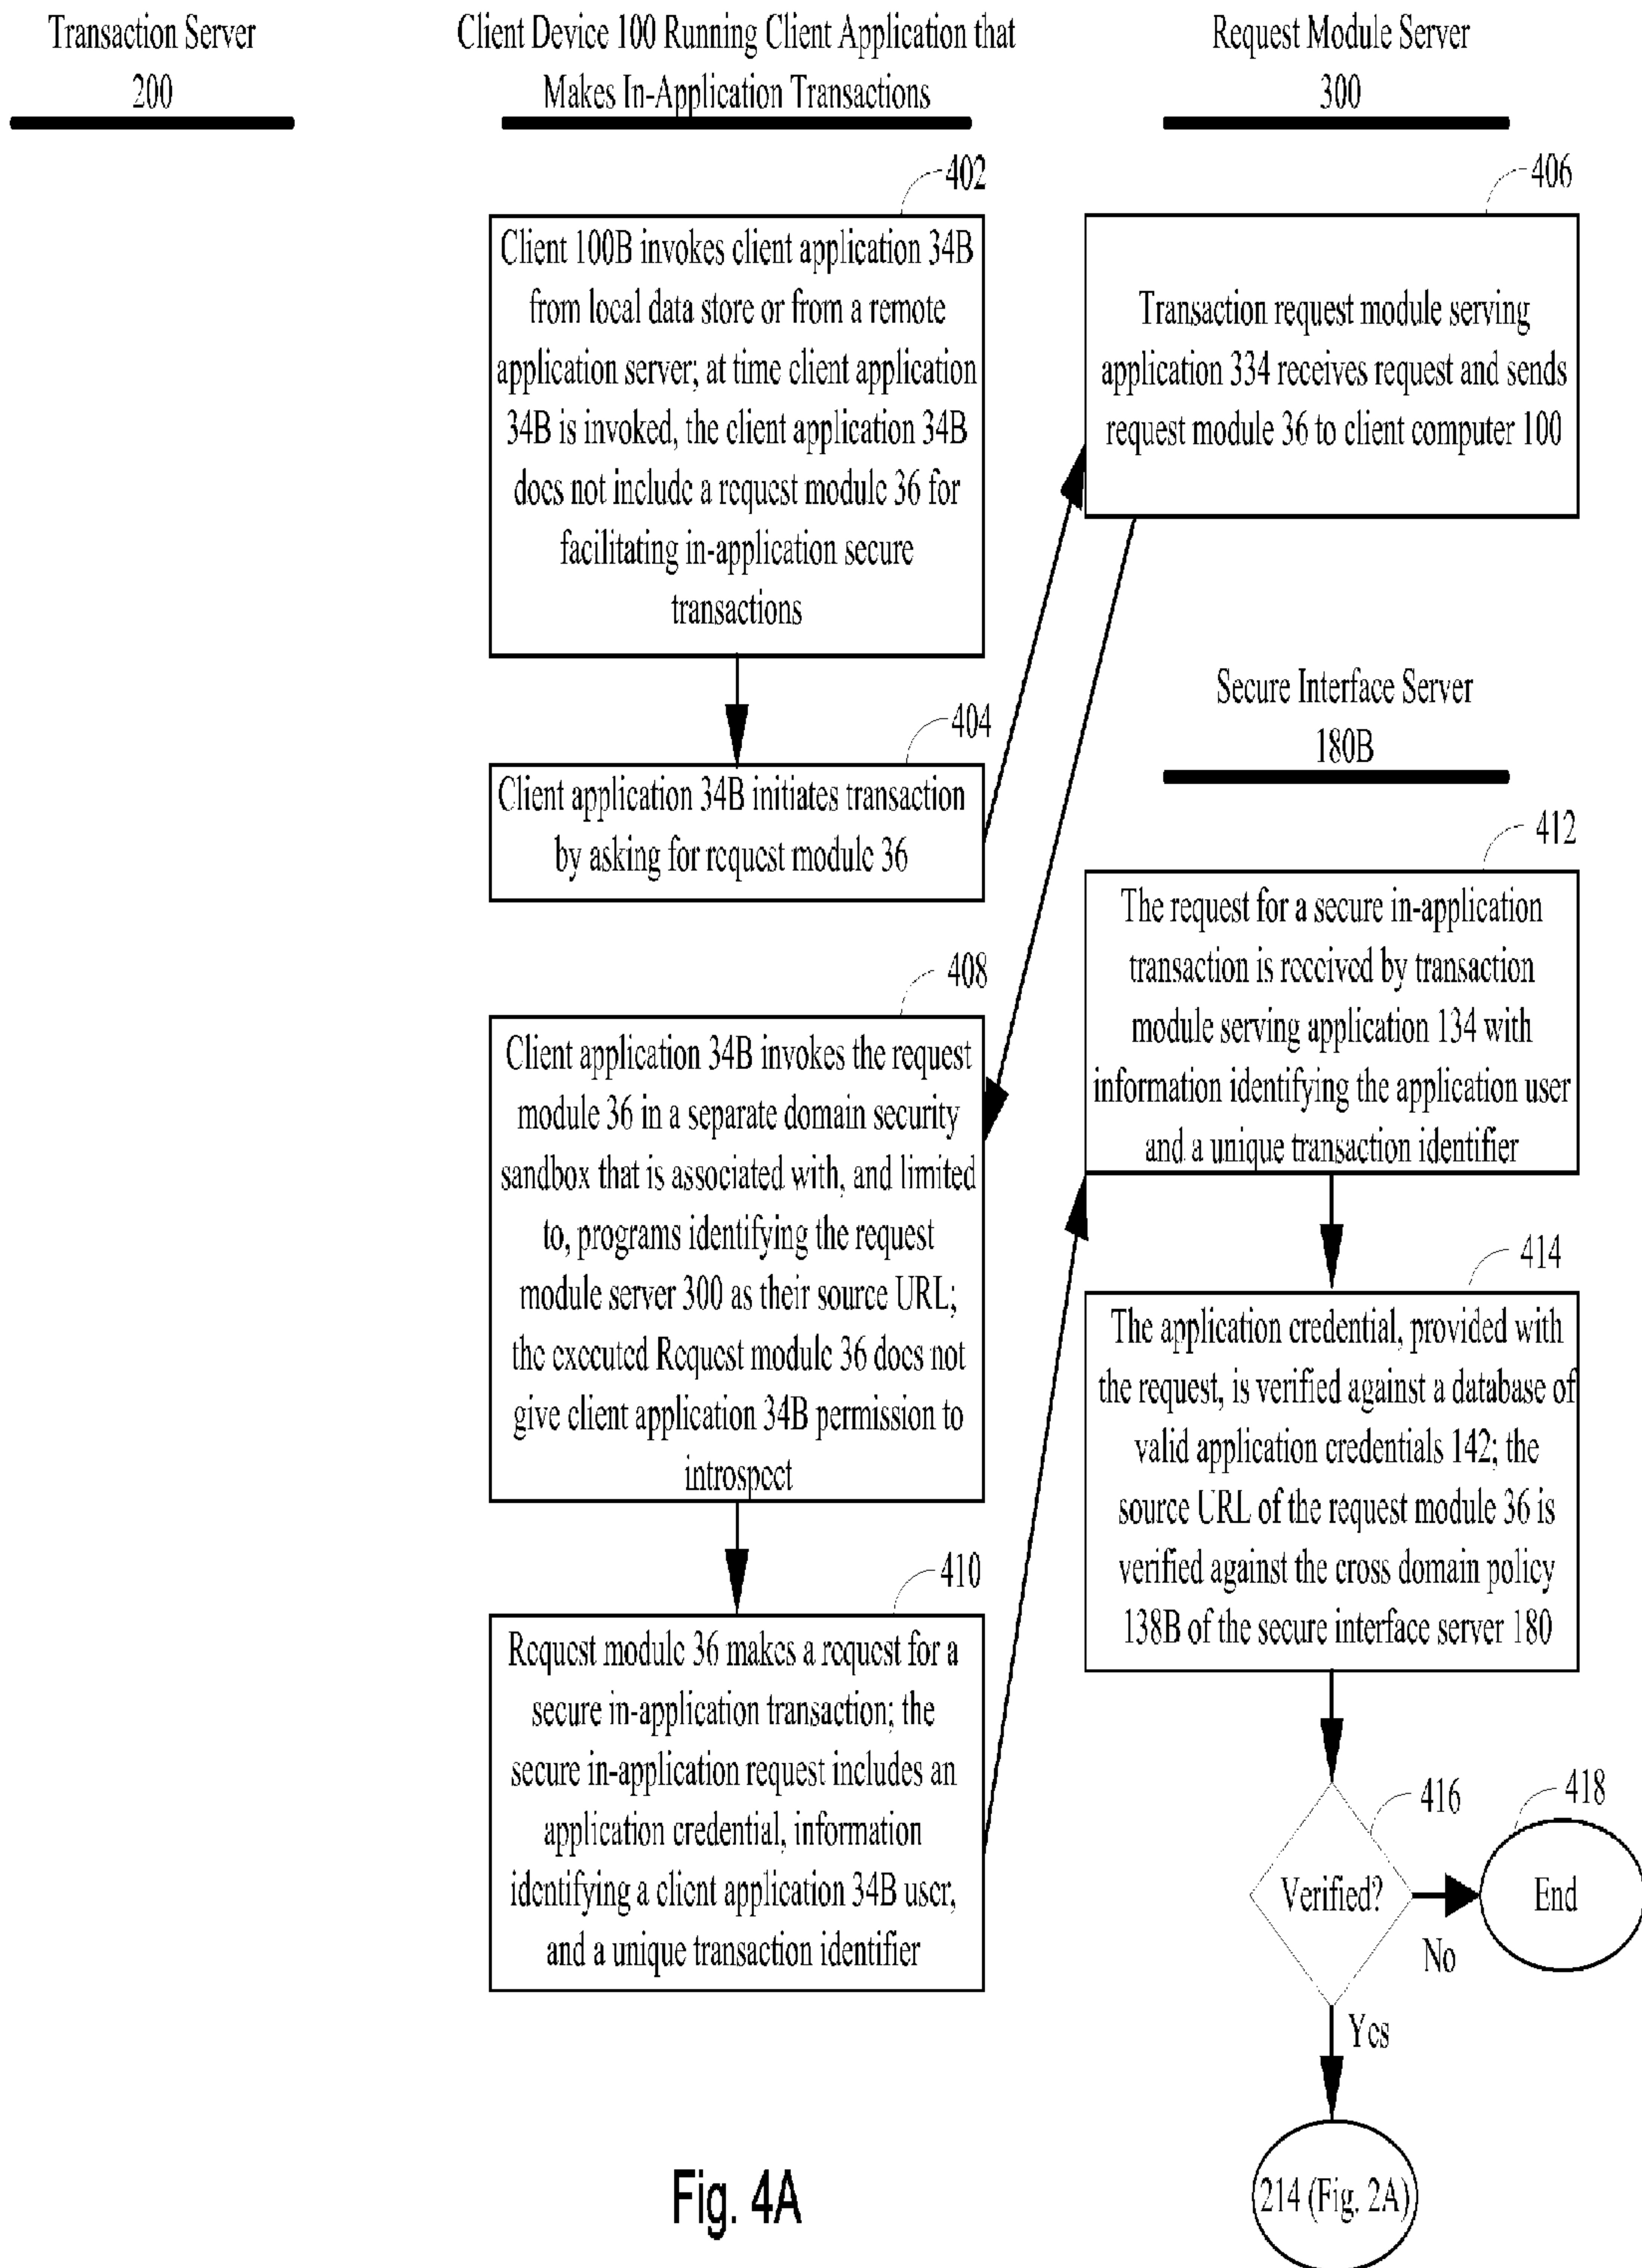 Transaction Server
200
Client Device 100 Running Client Application that
Makes In-Application Transactions
Request Module Server
300
402
Client 100B invokes client application 34B
from local data store or from a remote
application server; at time client application
34B is invoked, the client application 34B
does not include a request module 36 for
facilitating in-application secure
transactions
404
Client application 34B initiates transaction
by asking for request module 36
406
Transaction request module serving
application 334 receives request and sends
request module 36 to client computer 100
408
Client application 34B invokes the request
module 36 in a separate domain security
sandbox that is associated with, and limited
to, programs identifying the request
module server 300 as their source URL;
the executed Request module 36 does not
give client application 34B permission to
introspect
410
Request module 36 makes a request for a
secure in-application transaction; the
secure in-application request includes an
application credential, information
identifying a client application 34B user,
and a unique transaction identifier
Secure Interface Server
180B
412
The request for a secure in-application
transaction is received by transaction
module serving application 134 with
information identifying the application user
and a unique transaction identifier
414
The application credential, provided with
the request, is verified against a database of
valid application credentials 142; the
source URL of the request module 36 is
verified against the cross domain policy
138B of the secure interface server 180
416
Verified?
No
418
End
Yes
214 (Fig. 2A)
Fig. 4A